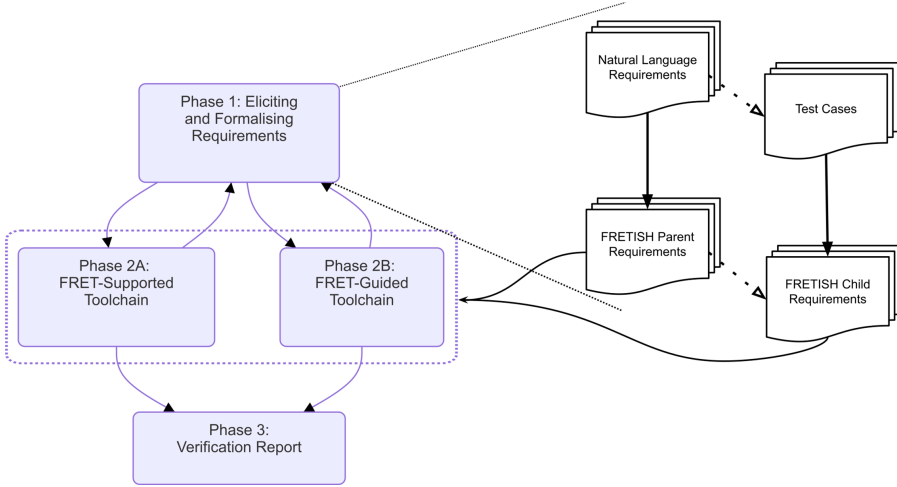 Phase 1: Eliciting
and Formalising
Requirements
Phase 2A:
FRET-Supported
Toolchain
Phase 2B:
FRET-Guided
Toolchain
Phase 3:
Verification Report
Natural Language
Requirements
Test Cases
FRETISH Parent
Requirements
FRETISH Child
Requirements